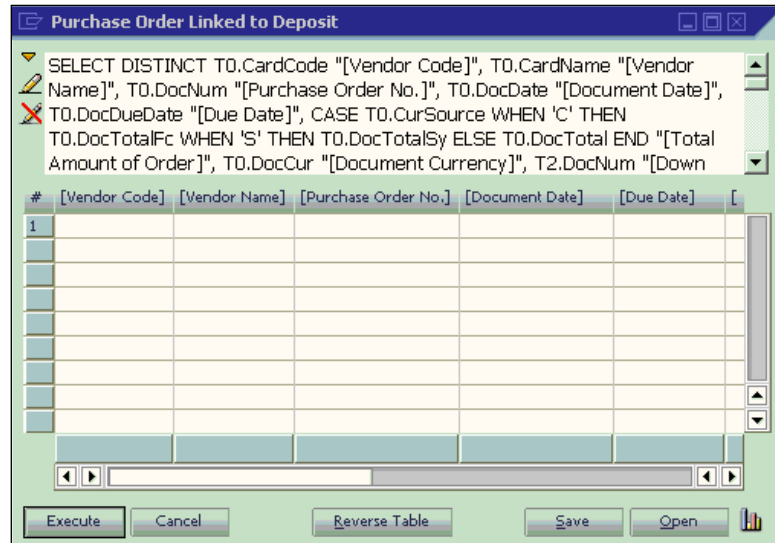 Purchase Order Linked to Deposit
SELECT DISTINCT T0.CardCode "[Vendor Code]", T0.CardName "[Vendor
Name]", T0.DocNum "[Purchase Order No.]", T0.DocDate "[Document Date]",
T0.DocDueDate "[Due Date]", CASE T0.CurSource WHEN 'C' THEN
T0.DocTotalFc WHEN 'S' THEN T0.DocTotalSy ELSE T0.DocTotal END "[Total
Amount of Order]", T0.DocCur "[Document Currency]", T2.DocNum "[Down
# [Vendor Code] [Vendor Name] [Purchase Order No.] [Document Date] [Due Date] [
1
Execute Cancel Reverse Table Save Open